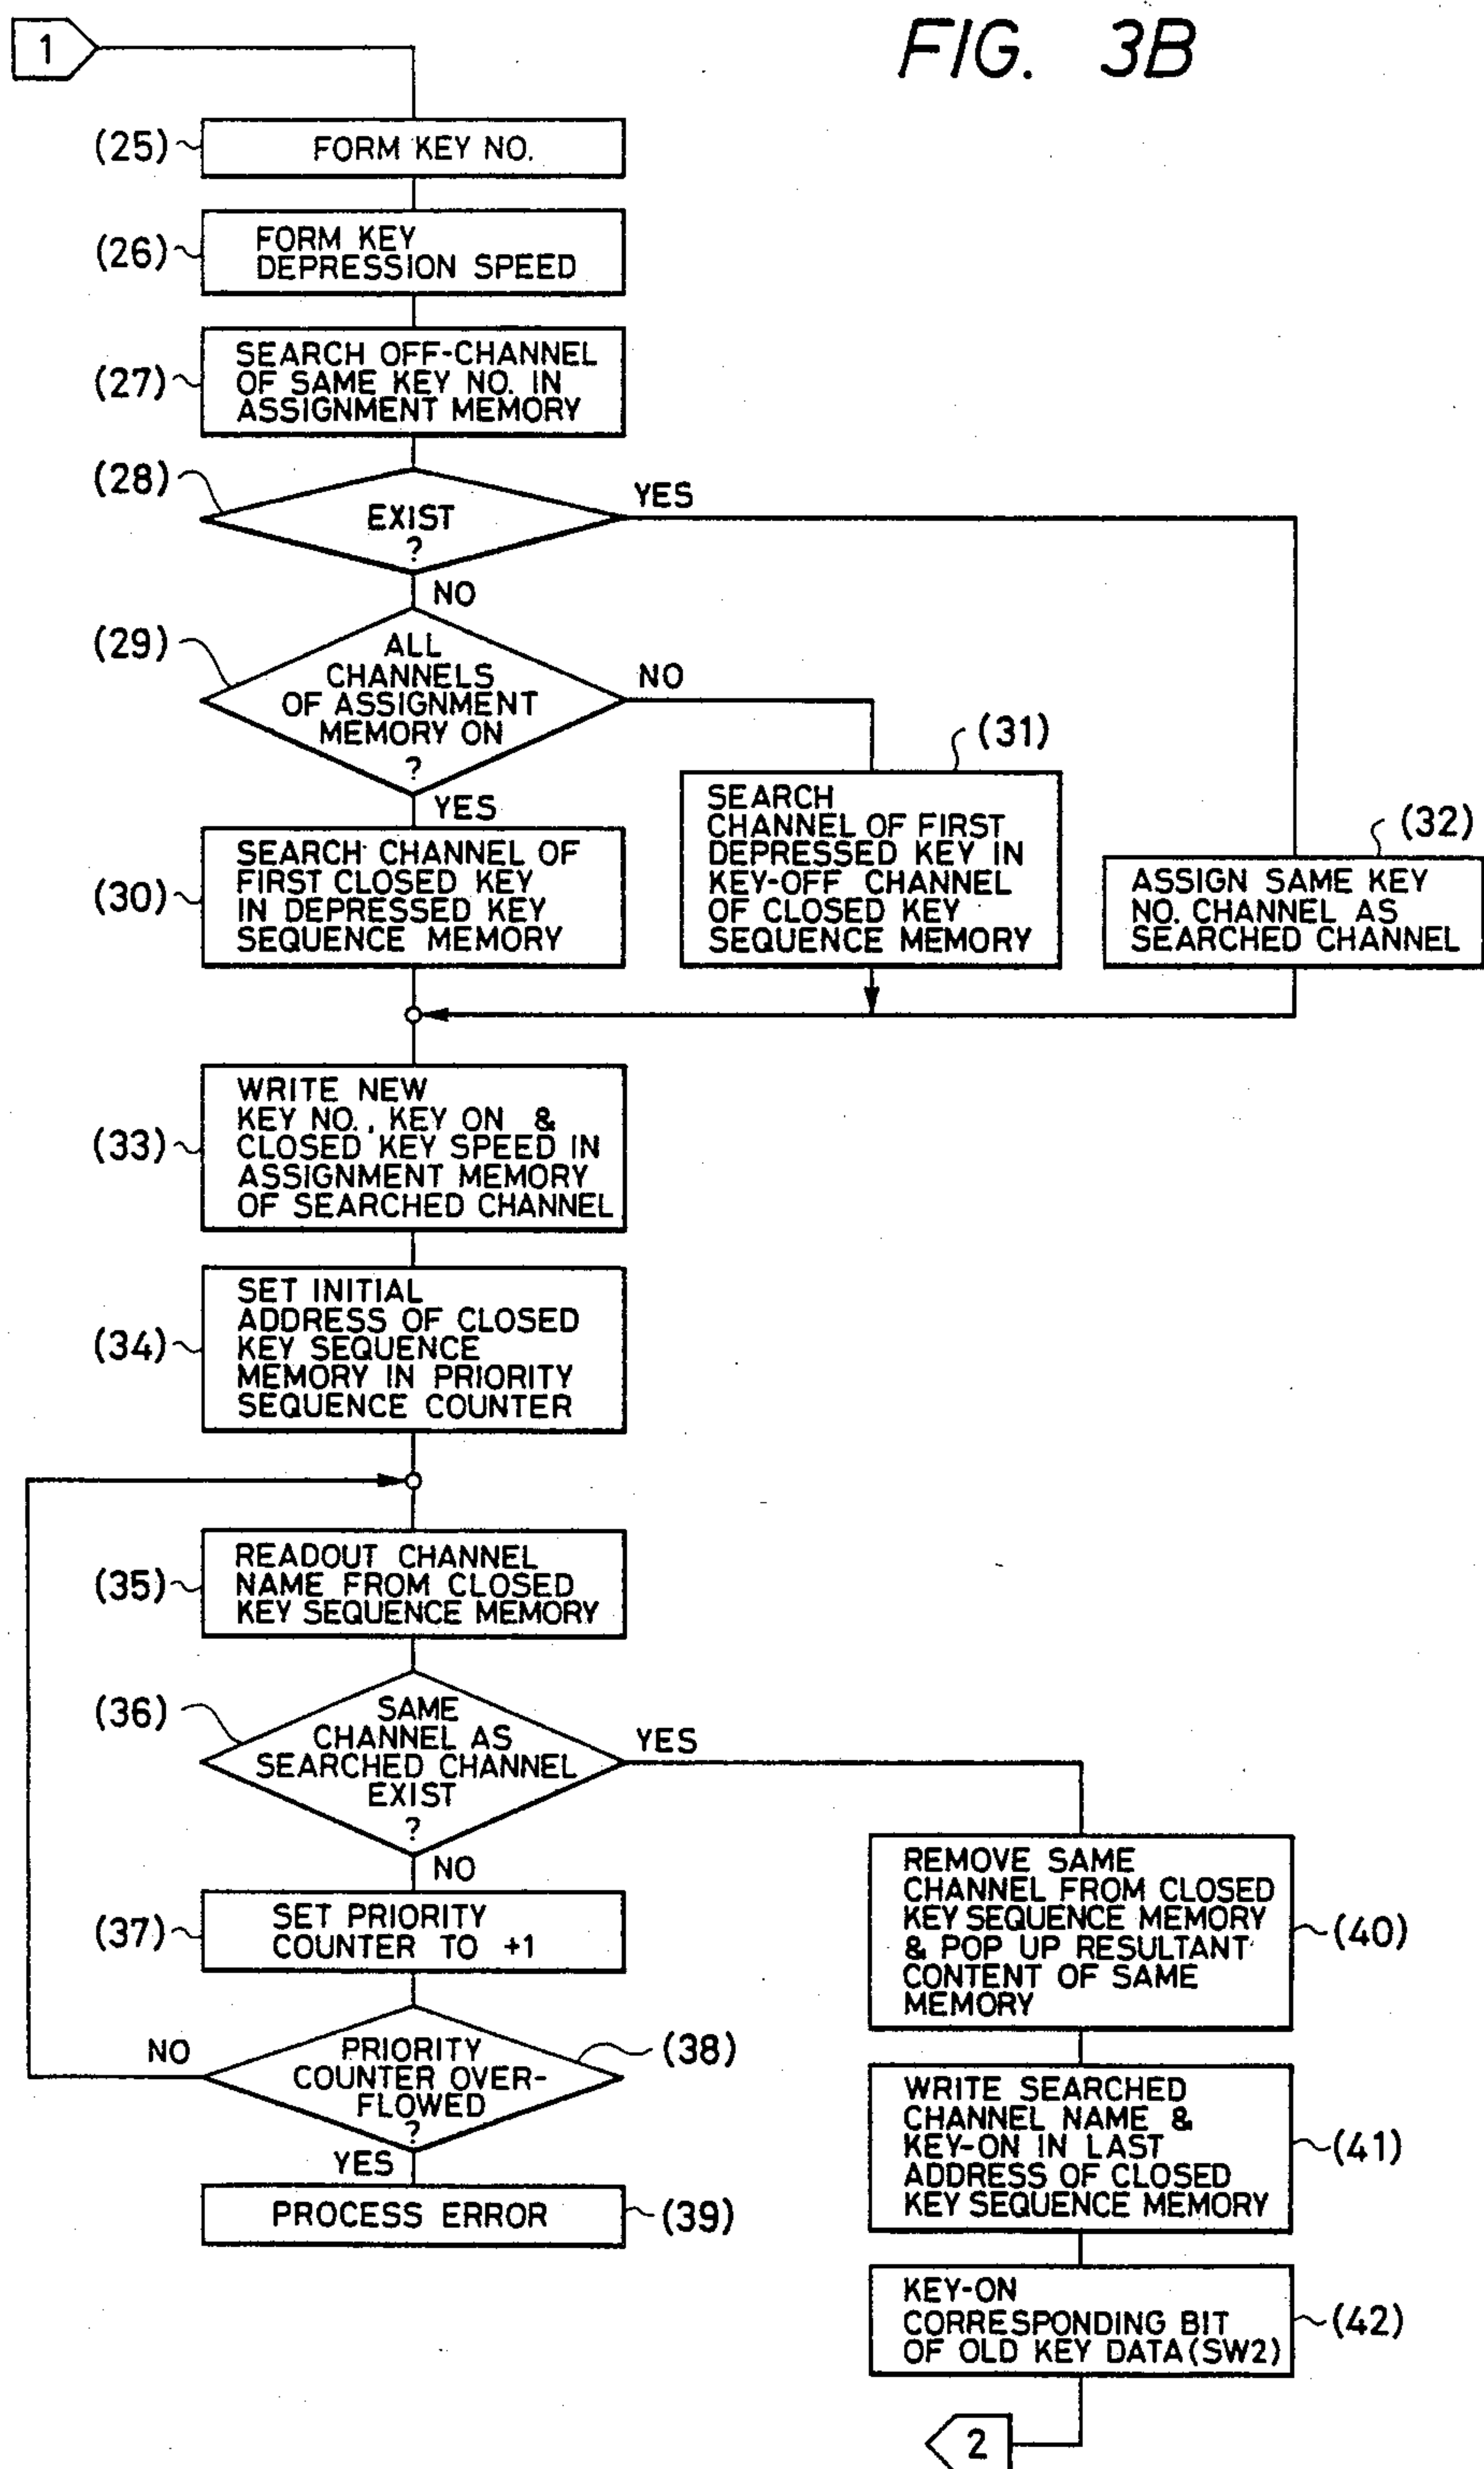 1
FIG. 3B
(25)
FORM KEY NO.
(26)
FORM KEY
DEPRESSION SPEED
(27)
SEARCH OFF-CHANNEL
OF SAME KEY NO. IN
ASSIGNMENT MEMORY
(28)
EXIST
?
YES
NO
(29)
ALL
CHANNELS
OF ASSIGNMENT
MEMORY ON
?
NO
YES
(30)
SEARCH CHANNEL OF
FIRST CLOSED KEY
IN DEPRESSED KEY
SEQUENCE MEMORY
(31)
SEARCH
CHANNEL OF FIRST
DEPRESSED KEY IN
KEY-OFF CHANNEL
OF CLOSED KEY
SEQUENCE MEMORY
(32)
ASSIGN SAME KEY
NO. CHANNEL AS
SEARCHED CHANNEL
(33)
WRITE NEW
KEY NO., KEY ON &
CLOSED KEY SPEED IN
ASSIGNMENT MEMORY
OF SEARCHED CHANNEL
(34)
SET INITIAL
ADDRESS OF CLOSED
KEY SEQUENCE
MEMORY IN PRIORITY
SEQUENCE COUNTER
(35)
READOUT CHANNEL
NAME FROM CLOSED
KEY SEQUENCE MEMORY
(36)
SAME
CHANNEL AS
SEARCHED CHANNEL
EXIST
?
YES
NO
(37)
SET PRIORITY
COUNTER TO +1
(38)
PRIORITY
COUNTER OVER-
FLOWED
?
NO
YES
PROCESS ERROR
(39)
REMOVE SAME
CHANNEL FROM CLOSED
KEY SEQUENCE MEMORY
& POP UP RESULTANT
CONTENT OF SAME
MEMORY
(40)
WRITE SEARCHED
CHANNEL NAME &
KEY-ON IN LAST
ADDRESS OF CLOSED
KEY SEQUENCE MEMORY
(41)
KEY-ON
CORRESPONDING BIT
OF OLD KEY DATA(SW2)
(42)
2